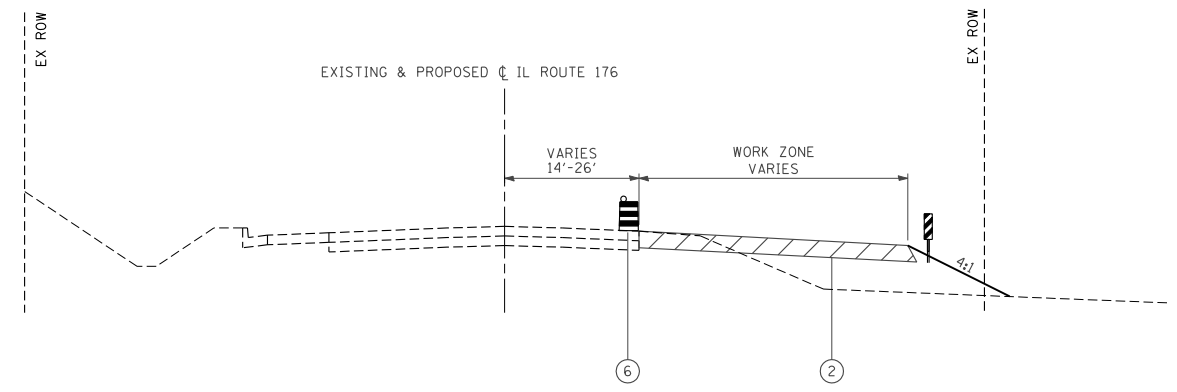 EX ROW
EX ROW
EXISTING & PROPOSED ℄ IL ROUTE 176
VARIES
14'-26'
WORK ZONE
VARIES
4:1
6
2